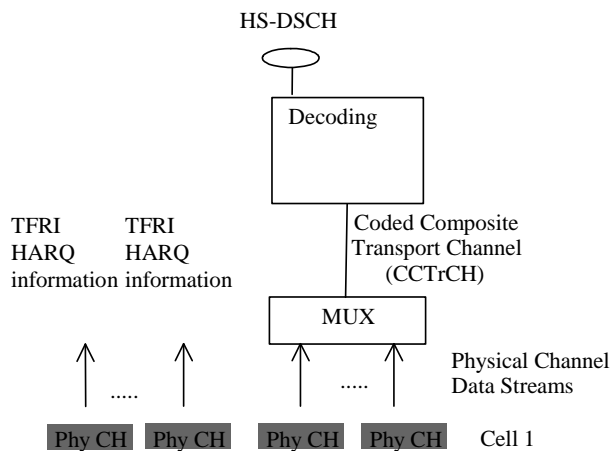 HS-DSCH
Decoding
TFRI TFRI
HARQ HARQ
information information
Coded Composite
Transport Channel
(CCTrCH)
MUX
Physical Channel
Data Streams
..... .....
Phy CH Phy CH Phy CH Phy CH Cell 1